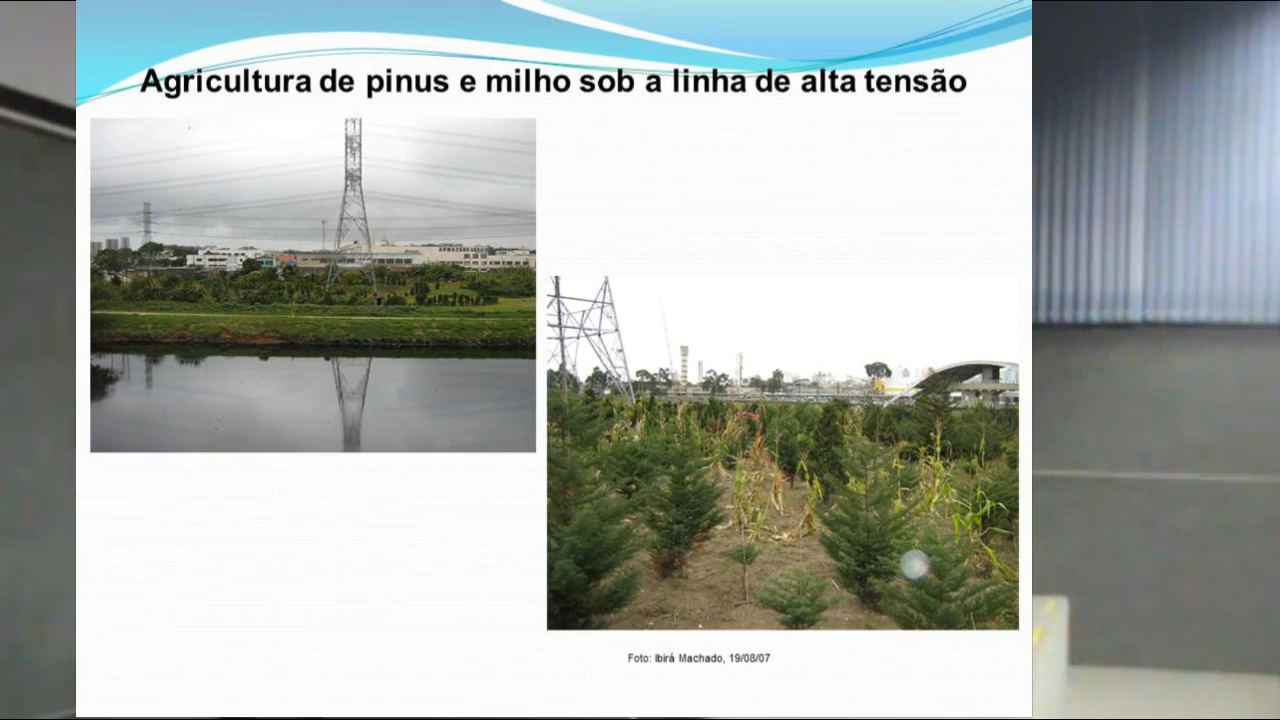 Agricultura de pinus e milho sob a linha de alta tensão
Foto: Ibirá Machado, 19/08/07